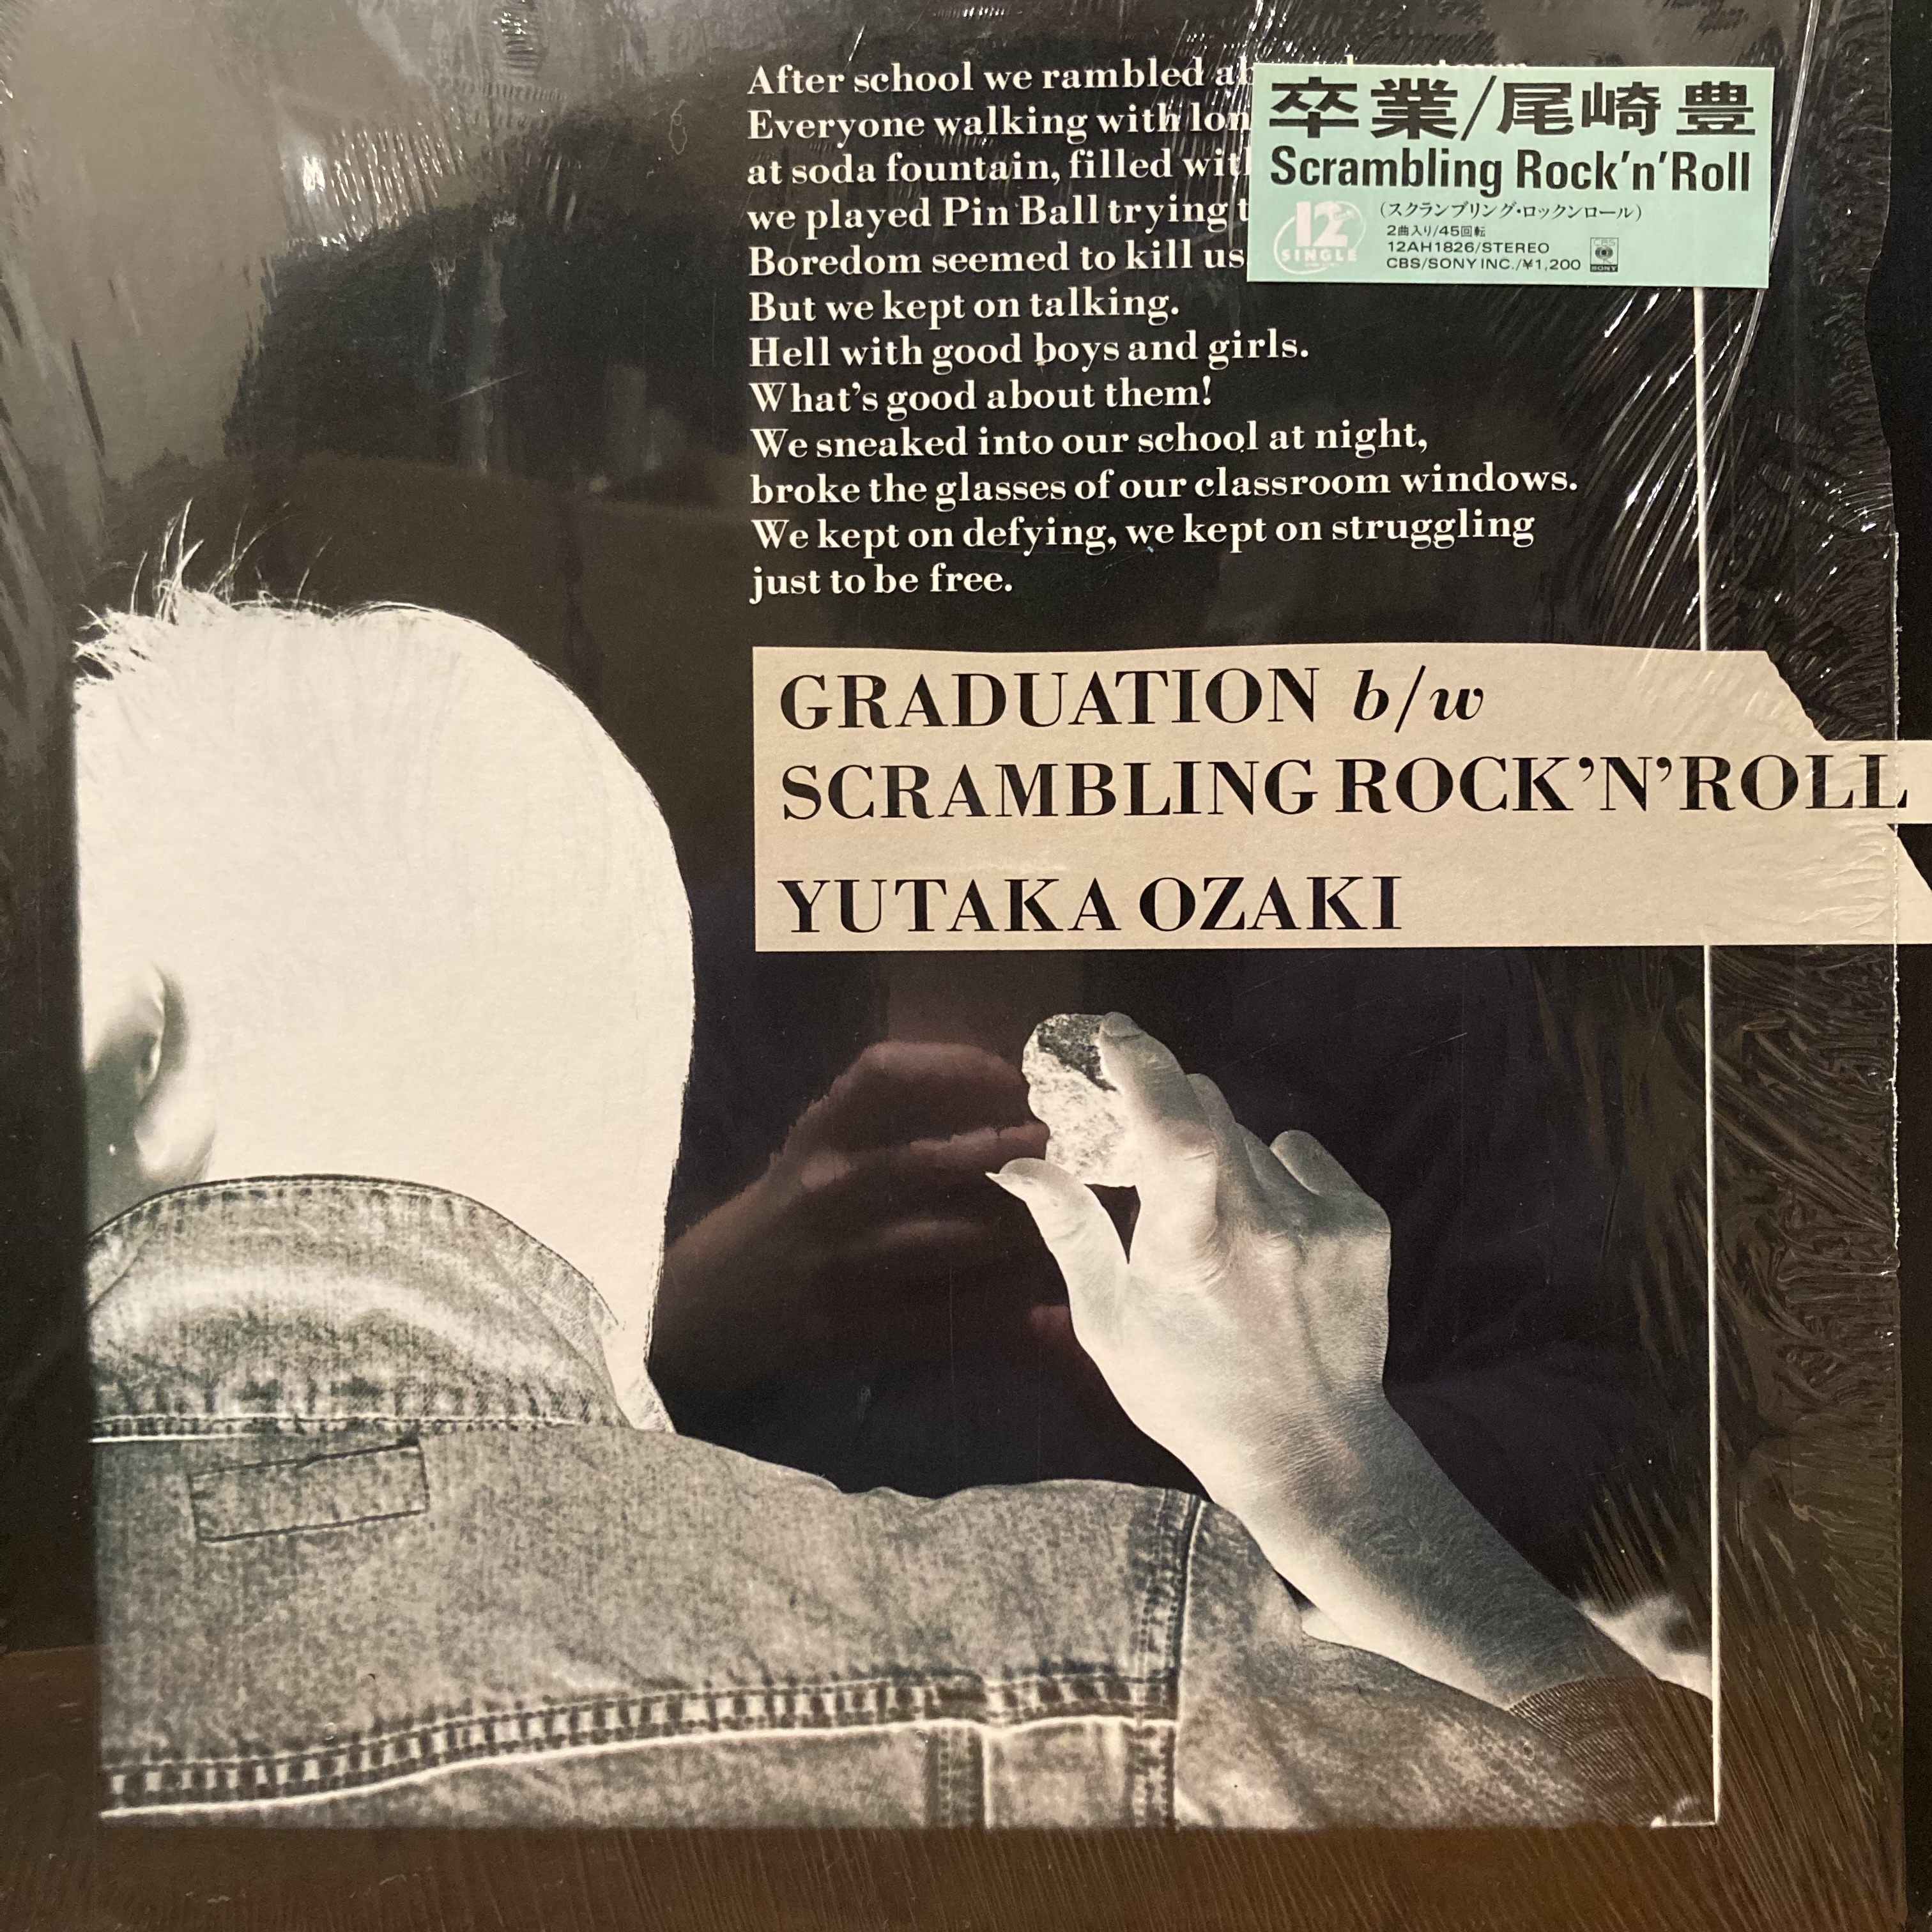 After school we rambled
Everyone walking with
at soda fountain, filled
we played Pin Ball trying
Boredom seemed to kill us
But we kept on talking.
Hell with good boys and girls.
What's good about them!
We sneaked into our school at night,
broke the glasses of our classroom windows.
We kept on defying, we kept on struggling
just to be free.
卒業/尾崎 豊
Scrambling Rock'n'Roll
(スクランブリング・ロックンロール)
12
SINGLE
2曲入り/45回転
12AH1826/STEREO
CBS/SONY INC./¥1,200
CBS
SONY
GRADUATION b/w
SCRAMBLING ROCK'N'ROLL
YUTAKA OZAKI